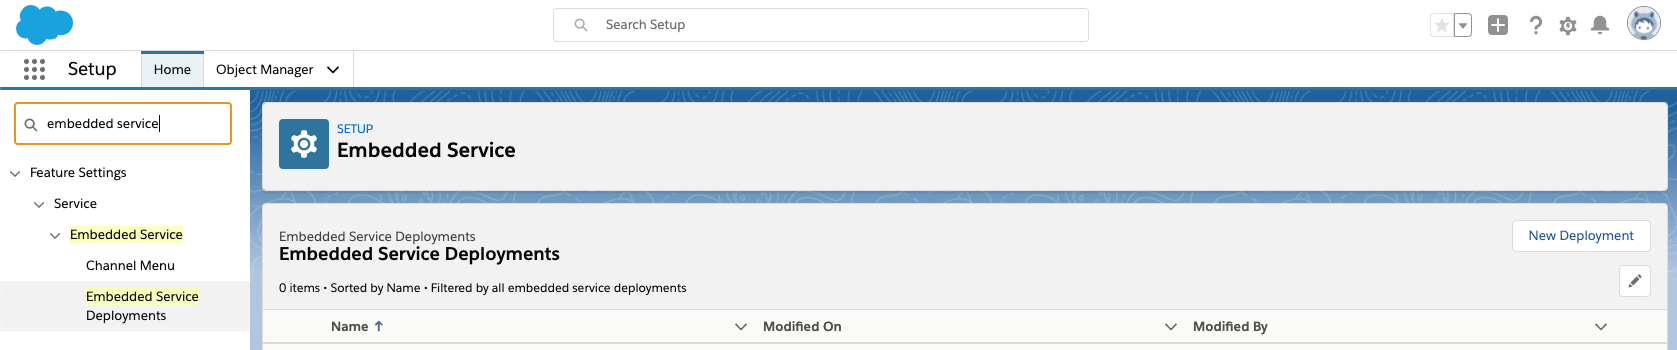 Search Setup
Setup
Home
Object Manager
embedded service
Feature Settings
Service
Embedded Service
Channel Menu
Embedded Service
Deployments
SETUP
Embedded Service
Embedded Service Deployments
Embedded Service Deployments
New Deployment
0 items • Sorted by Name • Filtered by all embedded service deployments
Name ↑
Modified On
Modified By